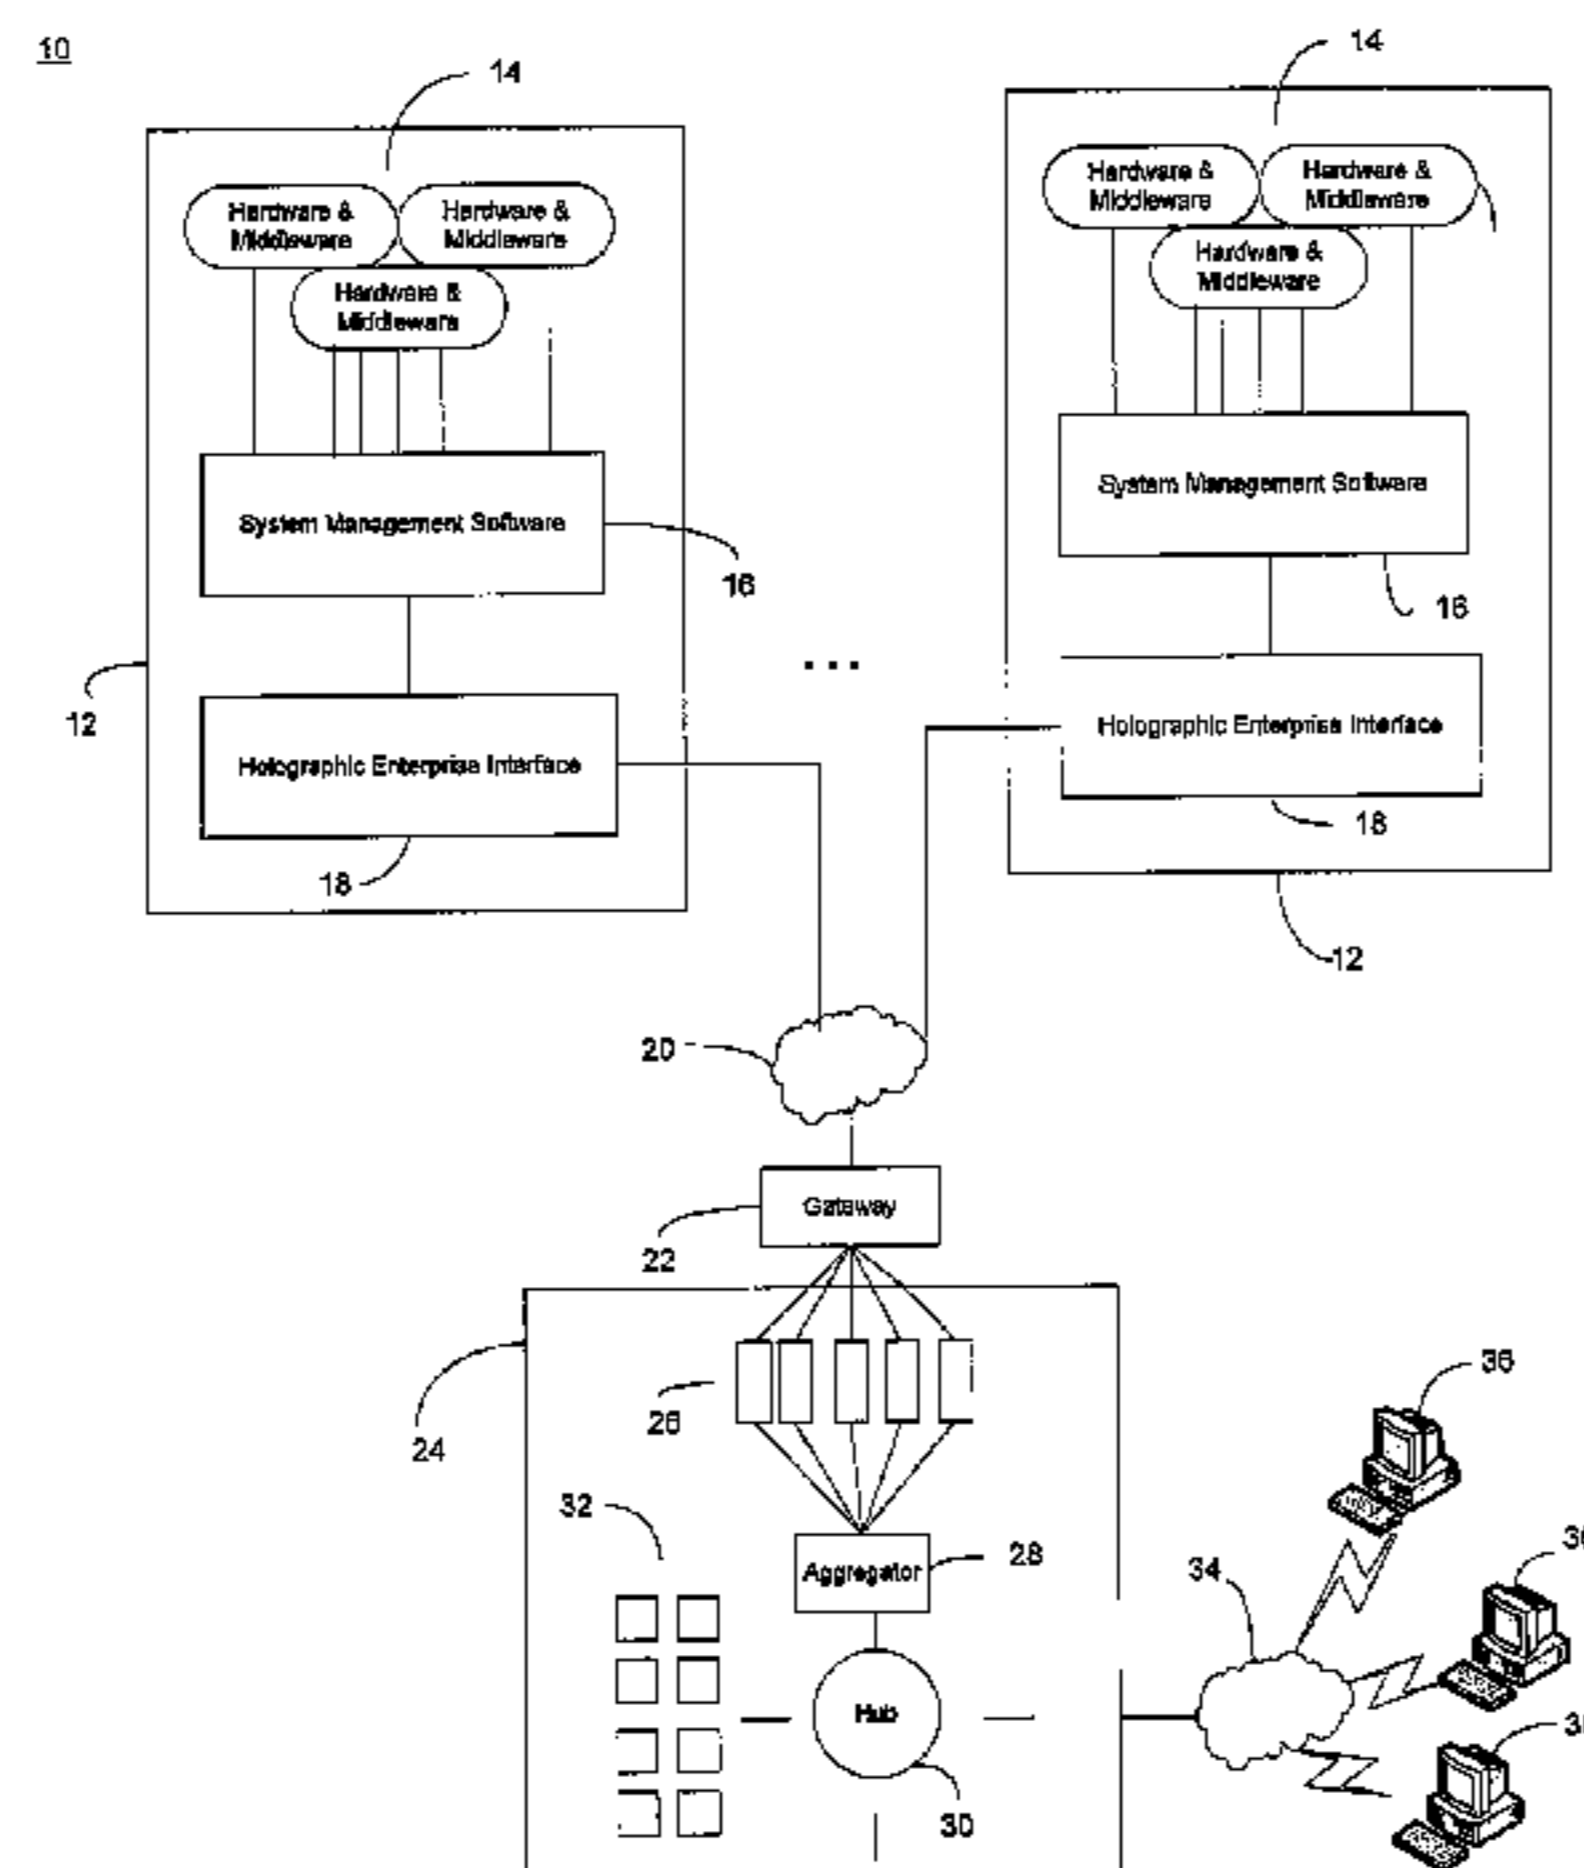 10
14
14
Hardware &
Middleware
Hardware &
Middleware
Hardware &
Middleware
Hardware &
Middleware
Hardware &
Middleware
Hardware &
Middleware
System Management Software
System Management Software
16
16
12
Holographic Enterprise Interface
Holographic Enterprise Interface
...
18
18
12
20
Gateway
22
24
26
36
32
Aggregator
28
34
Hub
30